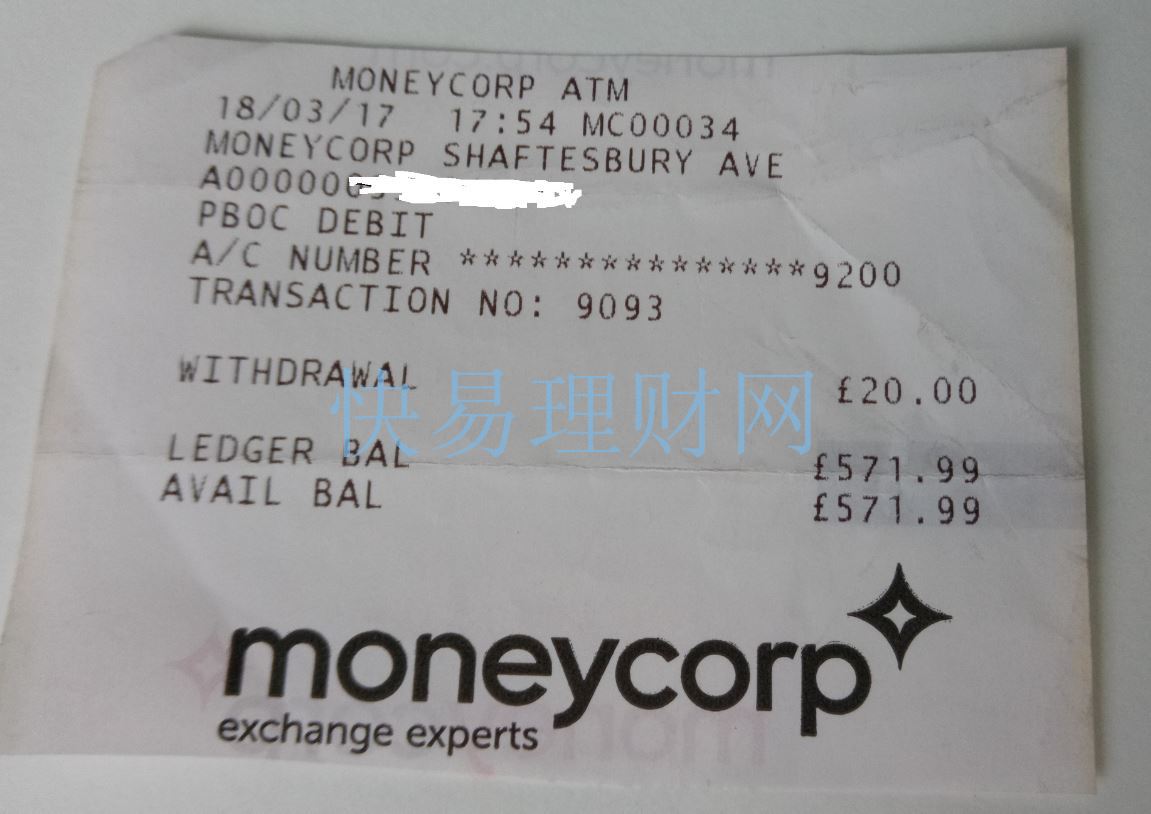 MONEYCORP ATM
18/03/17 17:54 MC00034
MONEYCORP SHAFTESBURY AVE
PBOC DEBIT
A/C NUMBER ***************9200
TRANSACTION NO: 9093
WITHDRAWAL £20.00
快易理财网
LEDGER BAL £571.99
AVAIL BAL £571.99
moneycorp
exchange experts